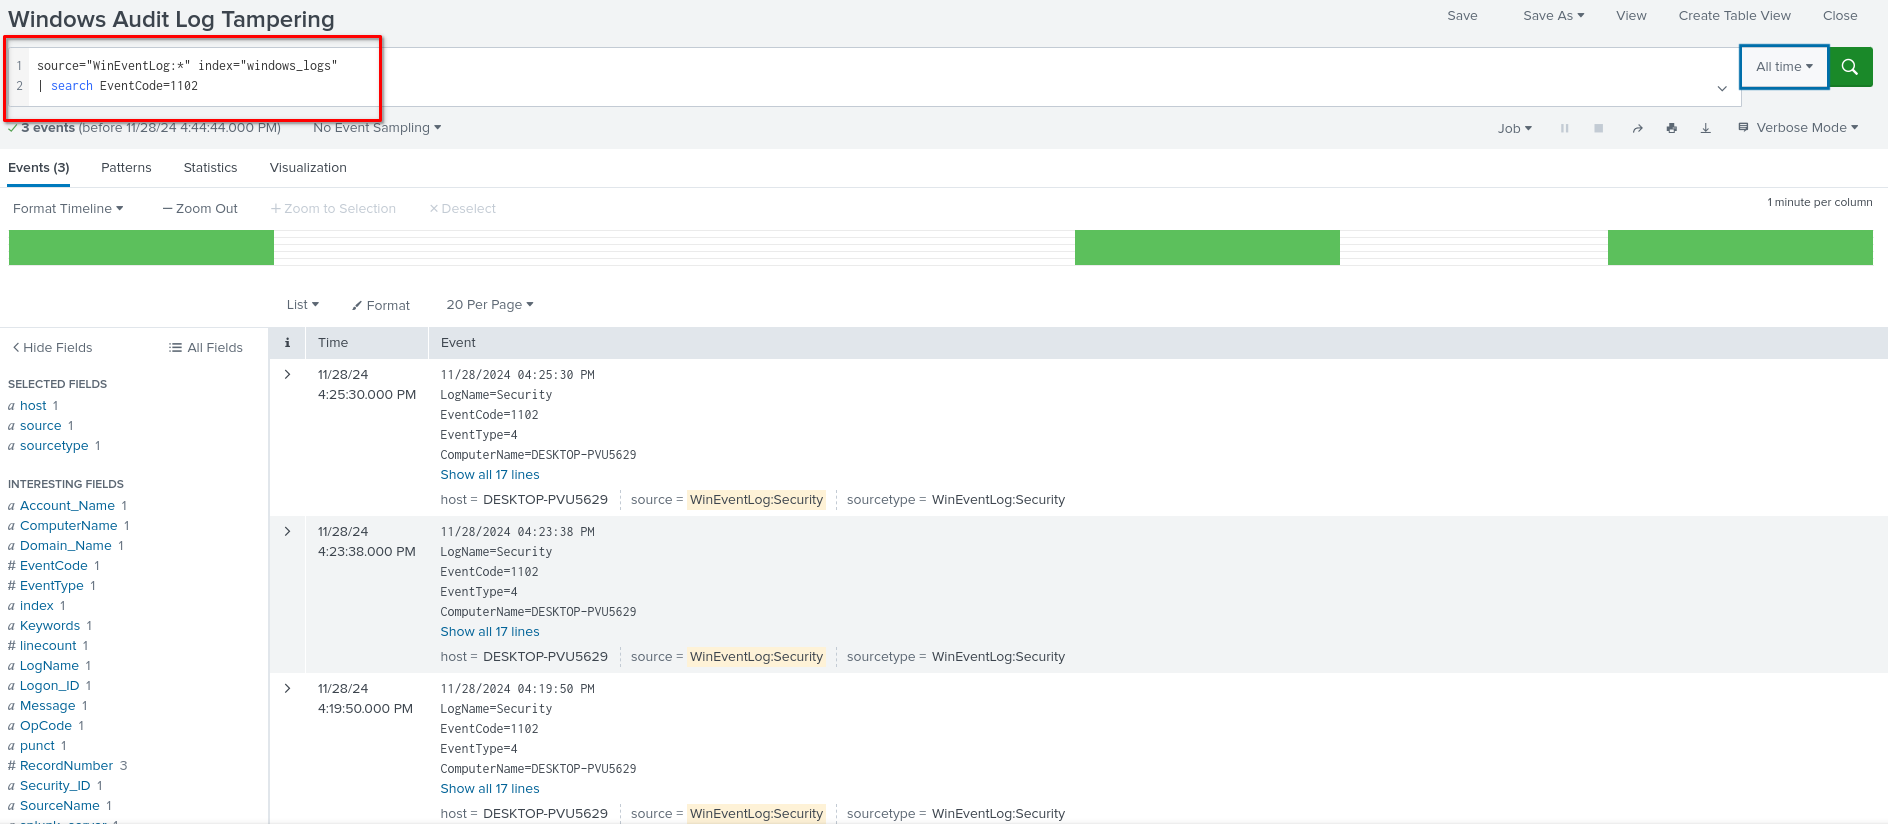 Windows Audit Log Tampering
Save Save As View Create Table View Close
1 source="WinEventLog:*" index="windows_logs"
2 | search EventCode=1102
All time
3 events (before 11/28/24 4:44:44.000 PM) No Event Sampling
Job Verbose Mode
Events (3) Patterns Statistics Visualization
Format Timeline — Zoom Out + Zoom to Selection × Deselect
1 minute per column
List Format 20 Per Page
< Hide Fields All Fields
SELECTED FIELDS
a host 1
a source 1
a sourcetype 1
INTERESTING FIELDS
a Account_Name 1
a ComputerName 1
a Domain_Name 1
# EventCode 1
# EventType 1
a index 1
a Keywords 1
# linecount 1
a LogName 1
a Logon_ID 1
a Message 1
a OpCode 1
a punct 1
# RecordNumber 3
a Security_ID 1
a SourceName 1
i Time Event
> 11/28/24
4:25:30.000 PM
11/28/2024 04:25:30 PM
LogName=Security
EventCode=1102
EventType=4
ComputerName=DESKTOP-PVU5629
Show all 17 lines
host = DESKTOP-PVU5629 source = WinEventLog:Security sourcetype = WinEventLog:Security
> 11/28/24
4:23:38.000 PM
11/28/2024 04:23:38 PM
LogName=Security
EventCode=1102
EventType=4
ComputerName=DESKTOP-PVU5629
Show all 17 lines
host = DESKTOP-PVU5629 source = WinEventLog:Security sourcetype = WinEventLog:Security
> 11/28/24
4:19:50.000 PM
11/28/2024 04:19:50 PM
LogName=Security
EventCode=1102
EventType=4
ComputerName=DESKTOP-PVU5629
Show all 17 lines
host = DESKTOP-PVU5629 source = WinEventLog:Security sourcetype = WinEventLog:Security